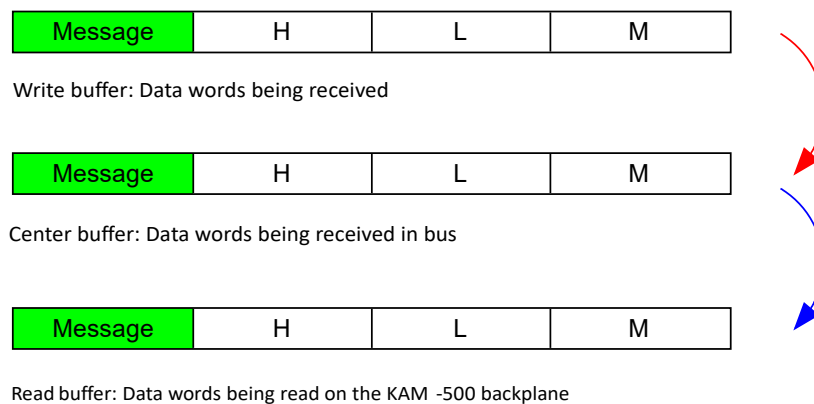 Message H L M
Write buffer: Data words being received
Message H L M
Center buffer: Data words being received in bus
Message H L M
Read buffer: Data words being read on the KAM -500 backplane